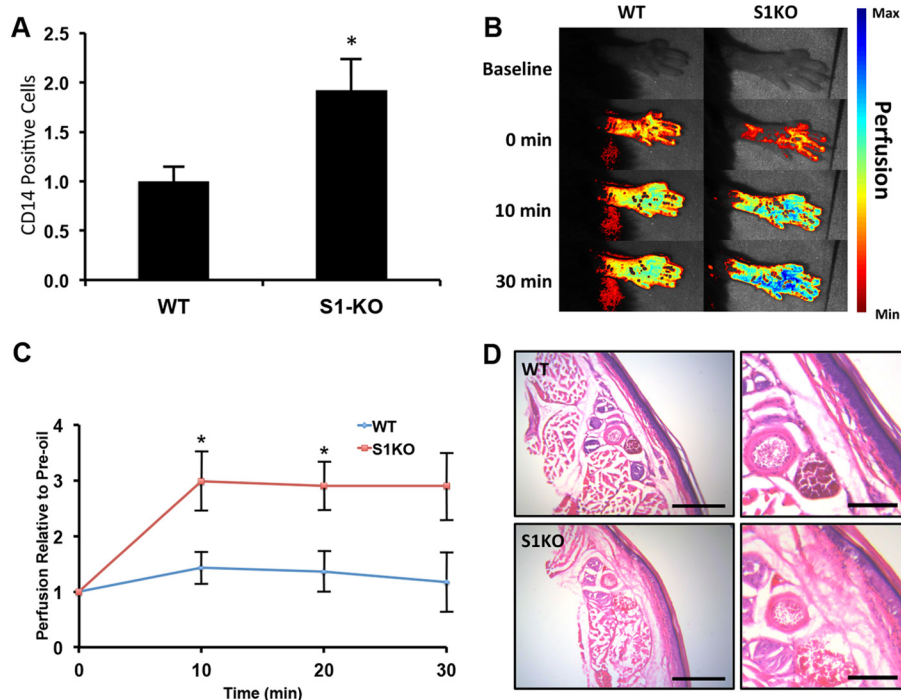 A
CD14 Positive Cells
2.5
2.0
1.5
1.0
0.5
0.0
*
WT
S1-KO
B
WT
S1KO
Baseline
0 min
10 min
30 min
Max
Perfusion
Min
C
Perfusion Relative to Pre-oil
4
3
2
1
0
*
*
WT
S1KO
0
10
20
30
Time (min)
D
WT
S1KO